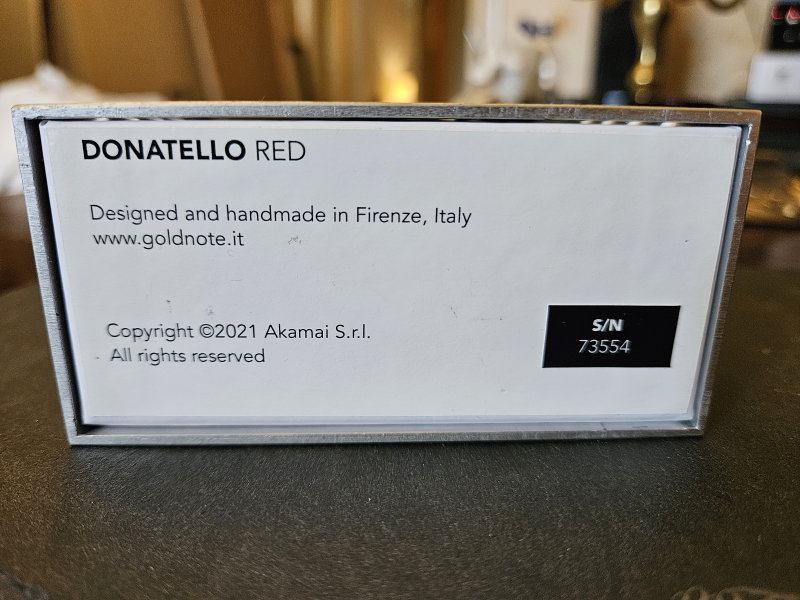 DONATELLO RED
Designed and handmade in Firenze, Italy
www.goldnote.it
Copyright ©2021 Akamai S.r.l.
All rights reserved
S/N
73554